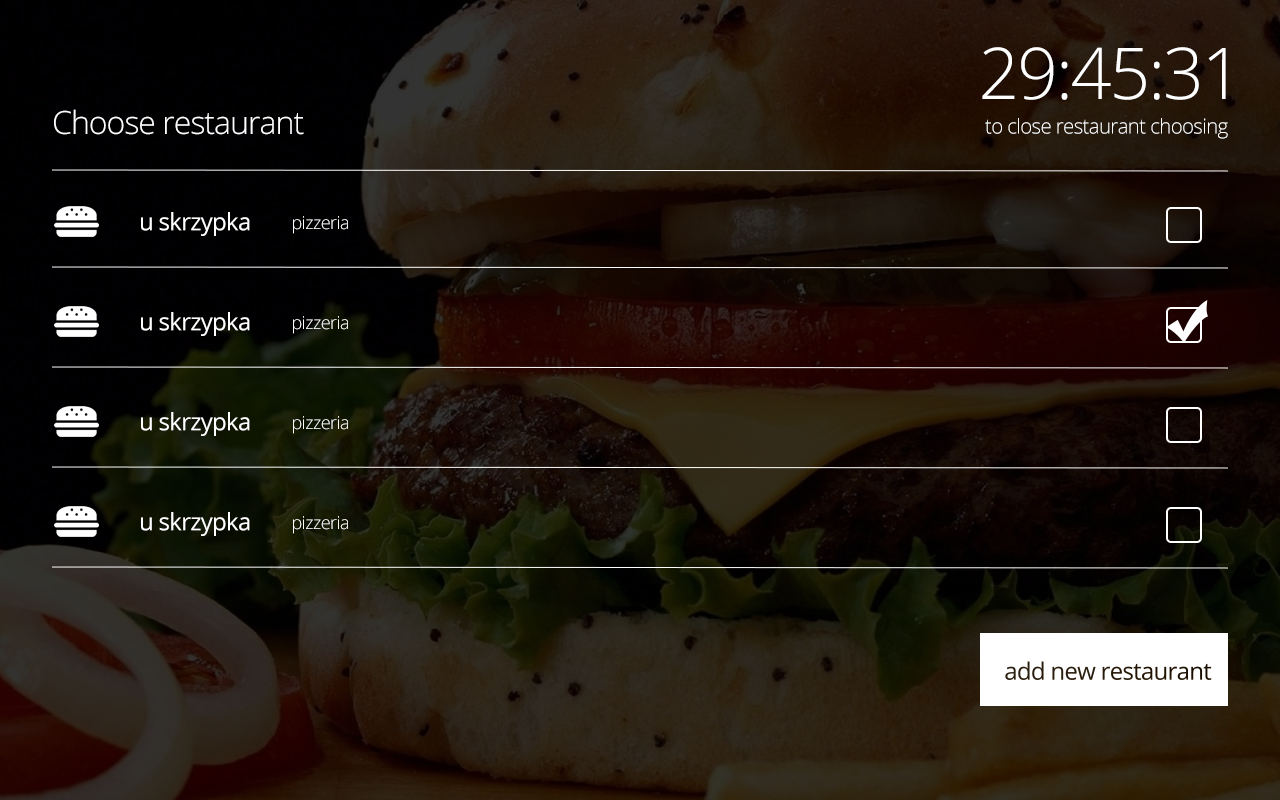 29:45:31
Choose restaurant
to close restaurant choosing
u skrzypka pizzeria
u skrzypka pizzeria
u skrzypka pizzeria
u skrzypka pizzeria
add new restaurant